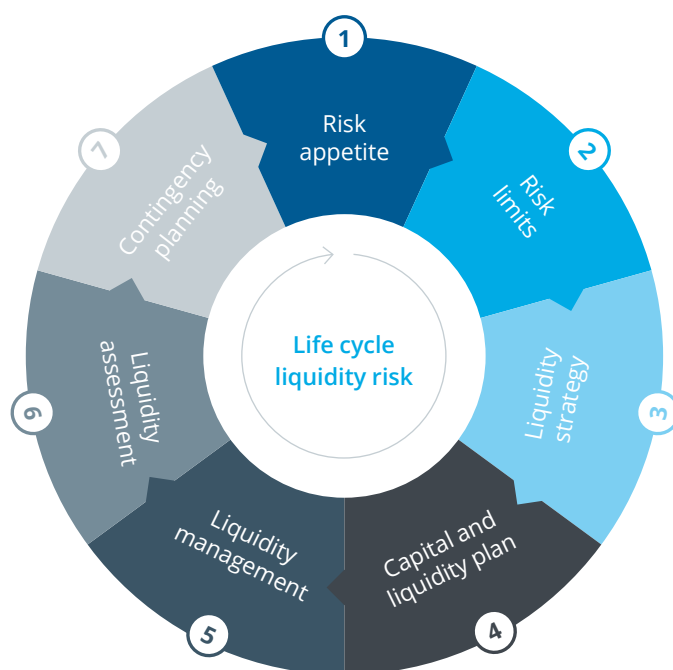 1
Risk
appetite
2
Risk
limits
3
Liquidity
strategy
4
Capital and
liquidity plan
5
Liquidity
management
6
Liquidity
assessment
7
Contingency
planning
Life cycle
liquidity risk